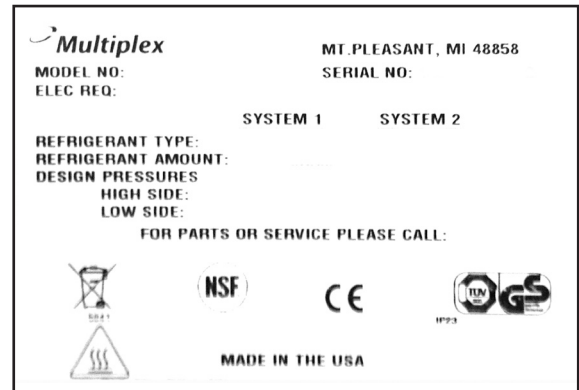 Multiplex
MT.PLEASANT, MI 48858
MODEL NO:
SERIAL NO:
ELEC REQ:
SYSTEM 1 SYSTEM 2
REFRIGERANT TYPE:
REFRIGERANT AMOUNT:
DESIGN PRESSURES
HIGH SIDE:
LOW SIDE:
FOR PARTS OR SERVICE PLEASE CALL:
NSF
CE
TÜV
GS
IP23
MADE IN THE USA